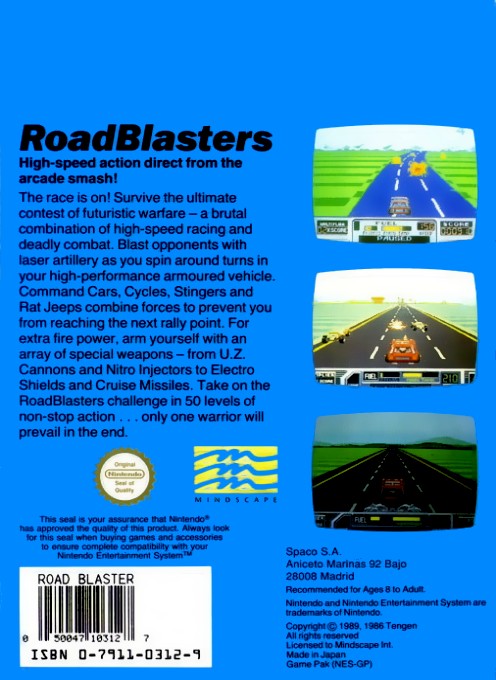 RoadBlasters
High-speed action direct from the
arcade smash!
The race is on! Survive the ultimate
contest of futuristic warfare – a brutal
combination of high-speed racing and
deadly combat. Blast opponents with
laser artillery as you spin around turns in
your high-performance armoured vehicle.
Command Cars, Cycles, Stingers and
Rat Jeeps combine forces to prevent you
from reaching the next rally point. For
extra fire power, arm yourself with an
array of special weapons – from U.Z.
Cannons and Nitro Injectors to Electro
Shields and Cruise Missiles. Take on the
RoadBlasters challenge in 50 levels of
non-stop action . . . only one warrior will
prevail in the end.
Original
Nintendo
Seal of
Quality
MINDSCAPE
This seal is your assurance that Nintendo®
has approved the quality of this product. Always look
for this seal when buying games and accessories
to ensure complete compatibility with your
Nintendo Entertainment System™
ROAD BLASTER
0 50047 10312 7
ISBN 0-7911-0312-9
FUEL
SCORE
PAUSED
FUEL
210
FUEL
Spaco S.A.
Aniceto Marinas 92 Bajo
28008 Madrid
Recommended for Ages 8 to Adult.
Nintendo and Nintendo Entertainment System are
trademarks of Nintendo.
Copyright © 1989, 1986 Tengen
All rights reserved
Licensed to Mindscape Int.
Made in Japan
Game Pak (NES-GP)